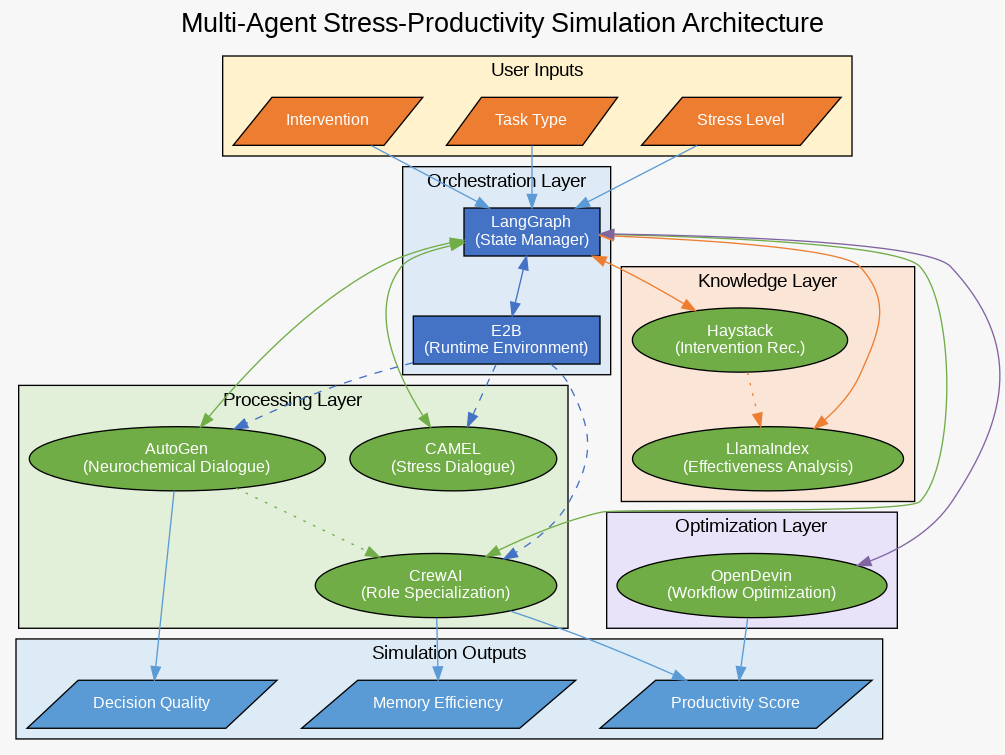 Multi-Agent Stress-Productivity Simulation Architecture
User Inputs
Intervention
Task Type
Stress Level
Orchestration Layer
LangGraph
(State Manager)
E2B
(Runtime Environment)
Knowledge Layer
Haystack
(Intervention Rec.)
LlamaIndex
(Effectiveness Analysis)
Processing Layer
AutoGen
(Neurochemical Dialogue)
CAMEL
(Stress Dialogue)
CrewAI
(Role Specialization)
Optimization Layer
OpenDevin
(Workflow Optimization)
Simulation Outputs
Decision Quality
Memory Efficiency
Productivity Score